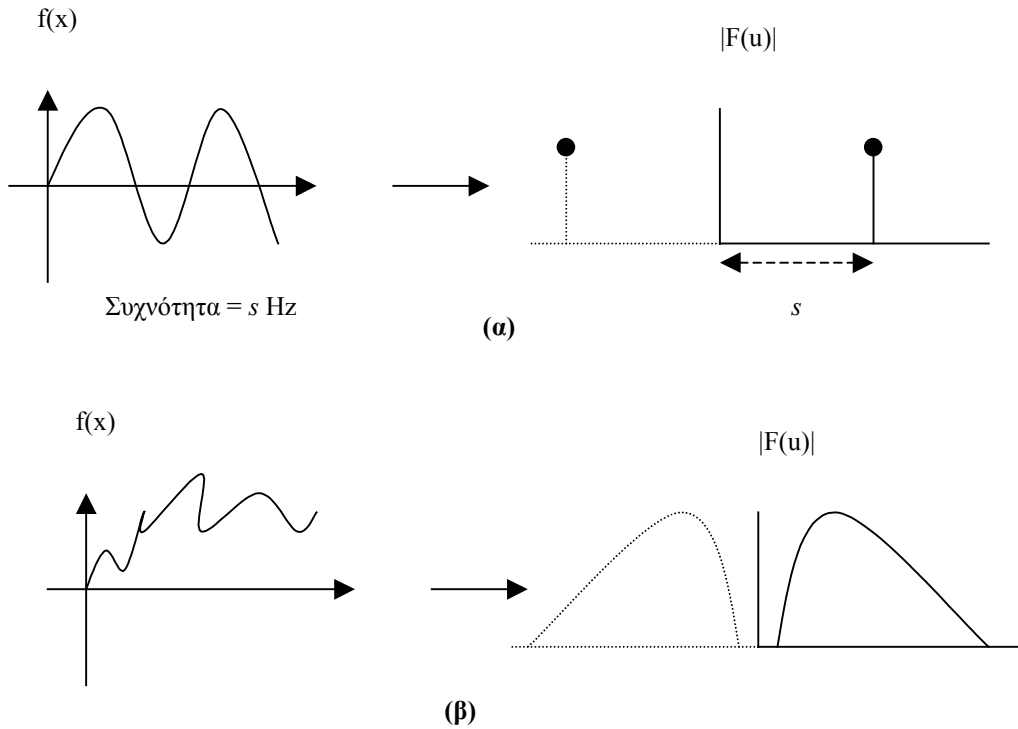 f(x)
|F(u)|
Συχνότητα = s Hz
s
(α)
f(x)
|F(u)|
(β)